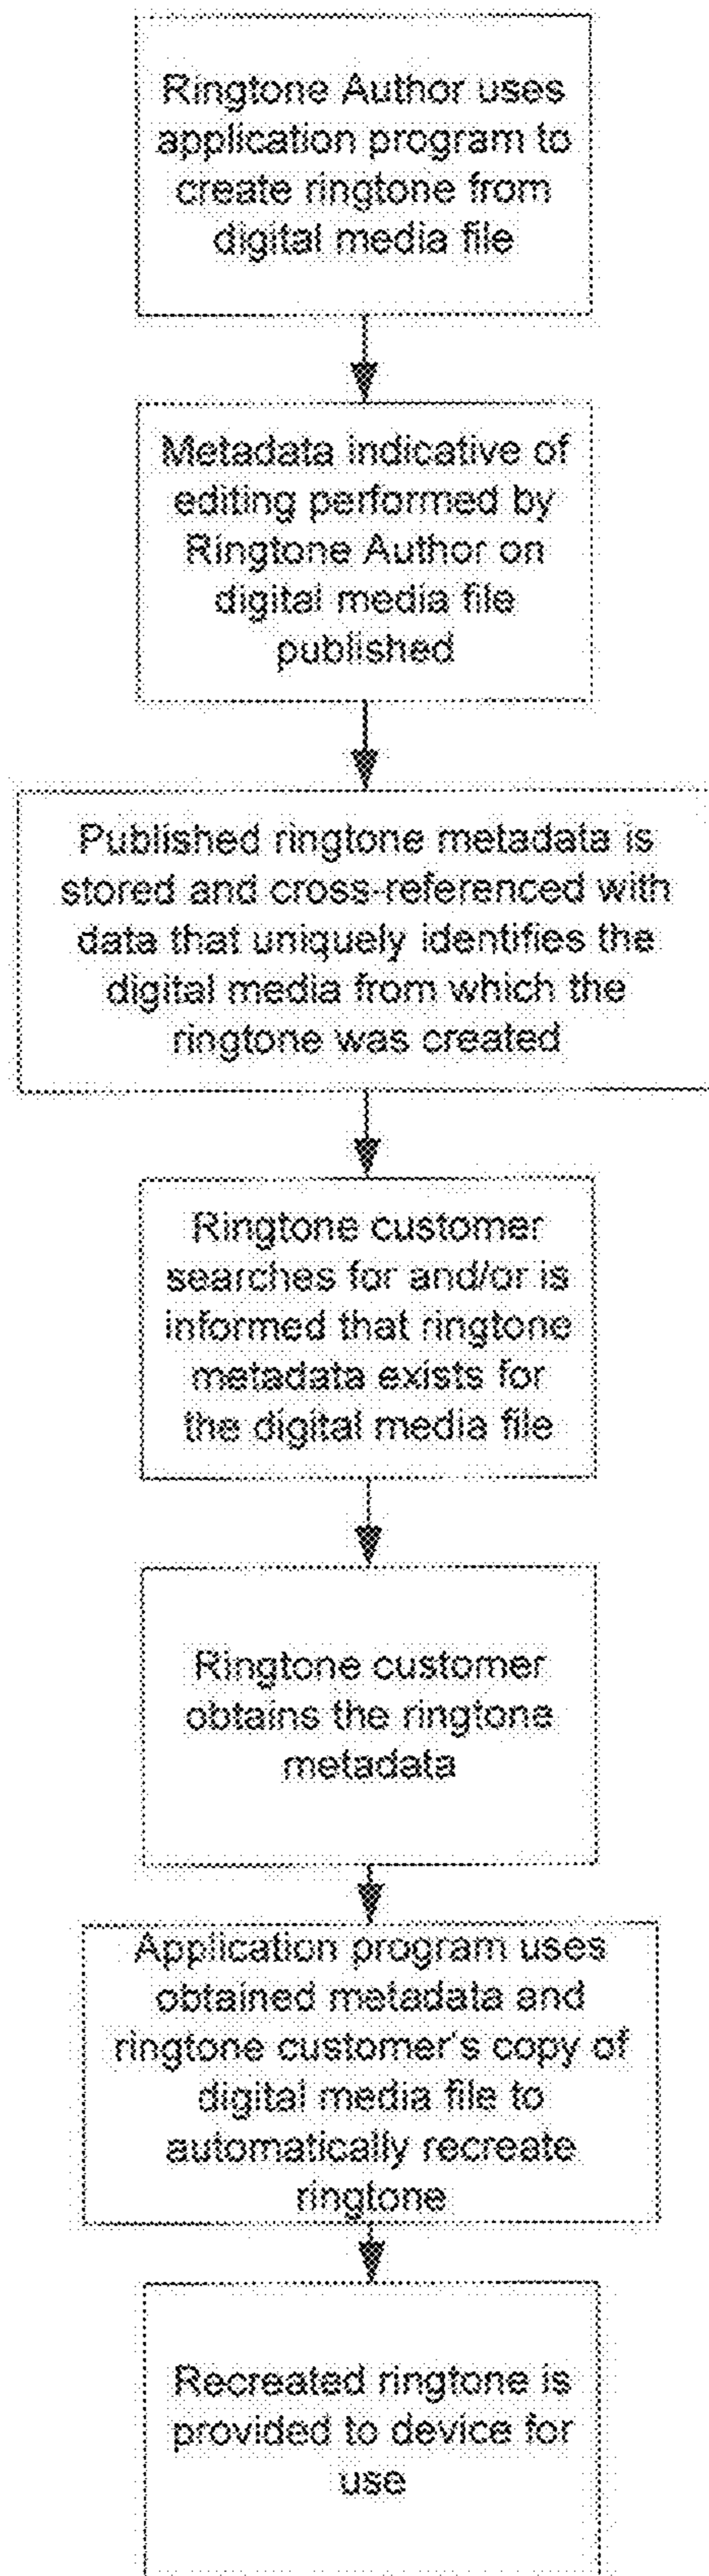 Ringtone Author uses
application program to
create ringtone from
digital media file
Metadata indicative of
editing performed by
Ringtone Author on
digital media file
published
Published ringtone metadata is
stored and cross-referenced with
data that uniquely identifies the
digital media from which the
ringtone was created
Ringtone customer
searches for and/or is
informed that ringtone
metadata exists for
the digital media file
Ringtone customer
obtains the ringtone
metadata
Application program uses
obtained metadata and
ringtone customer's copy of
digital media file to
automatically recreate
ringtone
Recreated ringtone is
provided to device for
use